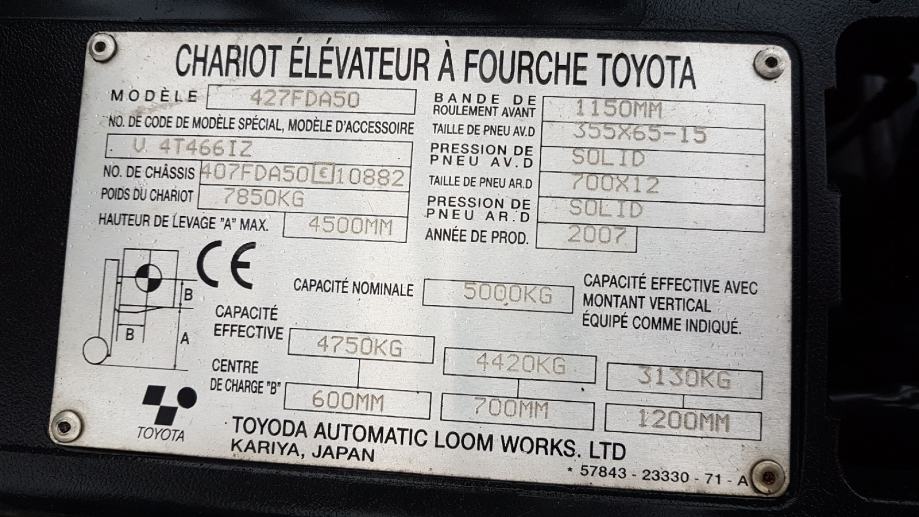 CHARIOT ÉLÉVATEUR À FOURCHE TOYOTA
MODÈLE 427FDA50
NO. DE CODE DE MODÈLE SPÉCIAL, MODÈLE D'ACCESSOIRE
V 4T466IZ
NO. DE CHÂSSIS 407FDA50 E 10882
POIDS DU CHARIOT 7850KG
HAUTEUR DE LEVAGE "A" MAX. 4500MM
BANDE DE
ROULEMENT AVANT 1150MM
TAILLE DE PNEU AV.D 355X65-15
PRESSION DE
PNEU AV.D SOLID
TAILLE DE PNEU AR.D 700X12
PRESSION DE
PNEU AR.D SOLID
ANNÉE DE PROD. 2007
CE
B
B
A
CAPACITÉ NOMINALE 5000KG
CAPACITÉ EFFECTIVE AVEC
MONTANT VERTICAL
ÉQUIPÉ COMME INDIQUÉ.
CAPACITÉ
EFFECTIVE 4750KG 4420KG 3130KG
CENTRE
DE CHARGE "B" 600MM 700MM 1200MM
TOYOTA
TOYODA AUTOMATIC LOOM WORKS. LTD
KARIYA, JAPAN
* 57843 - 23330 - 71 - A